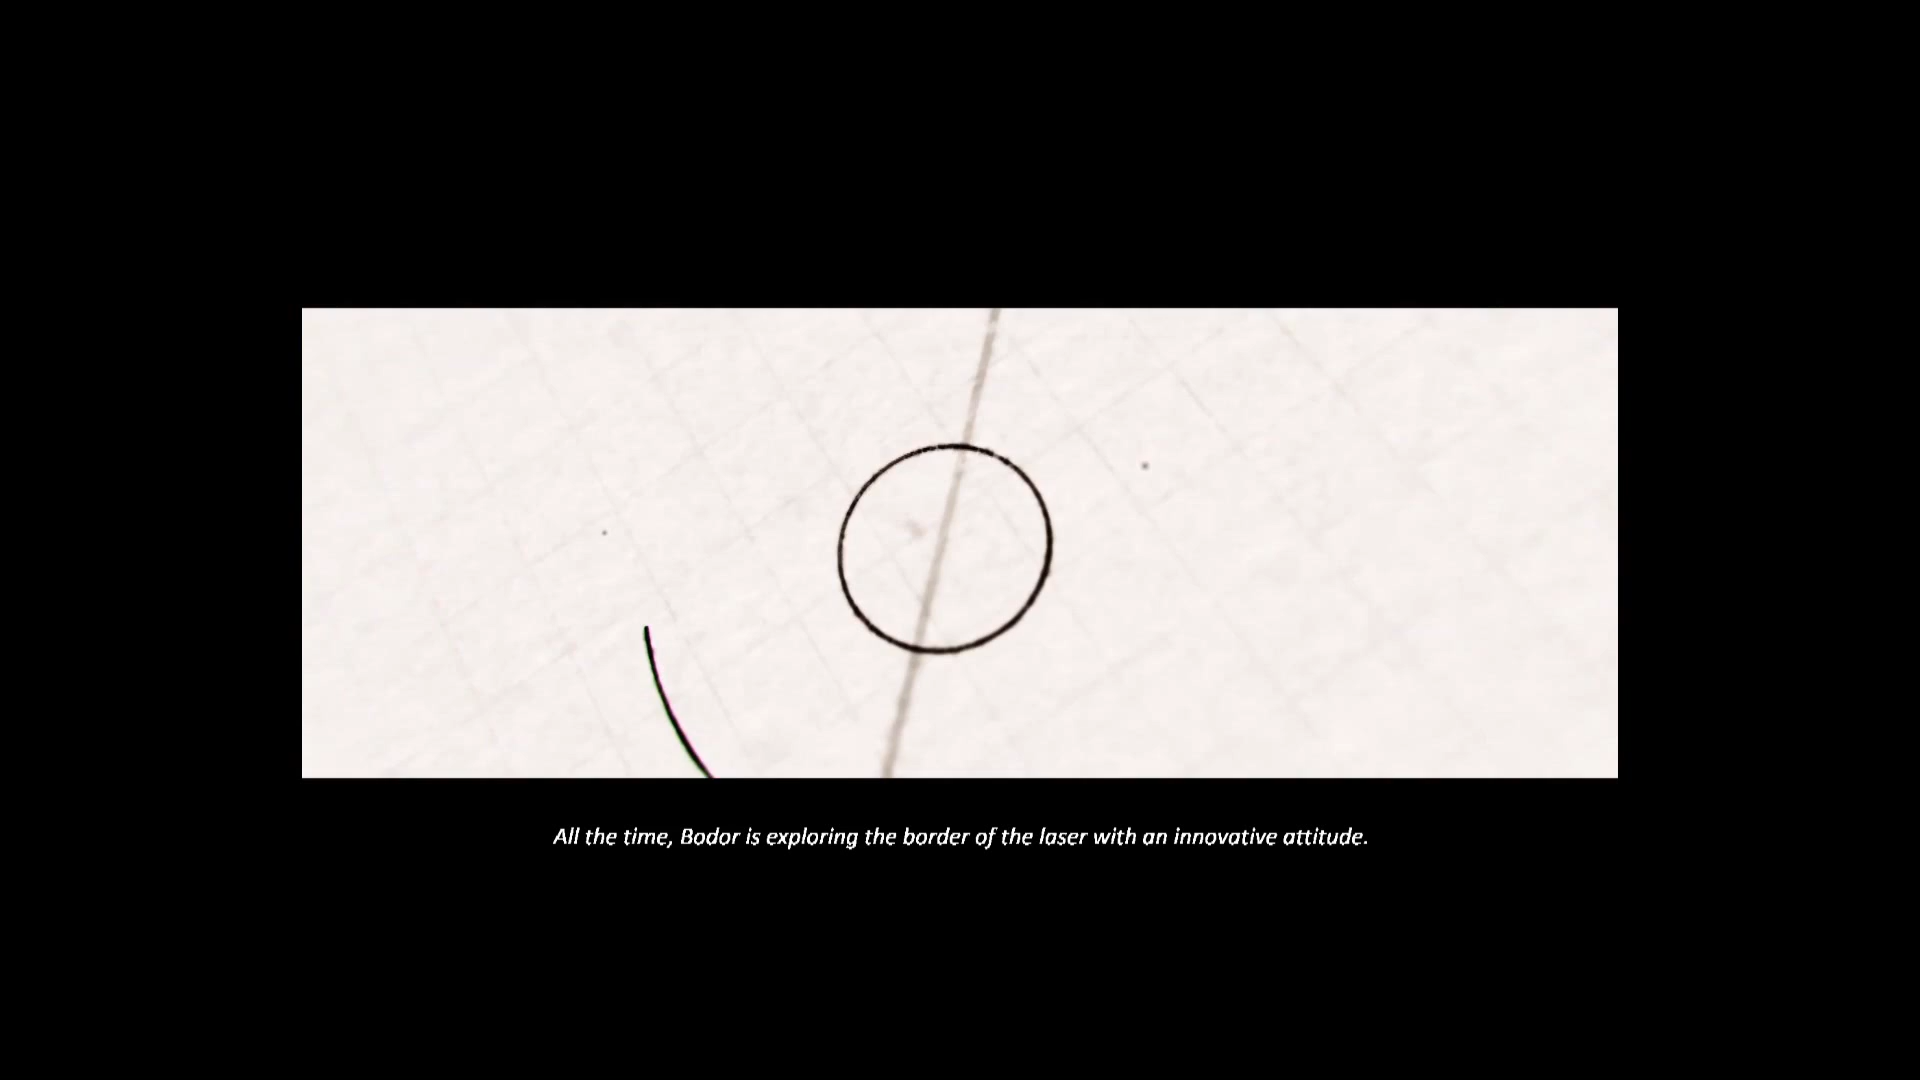 All the time, Bodor is exploring the border of the laser with an innovative attitude.